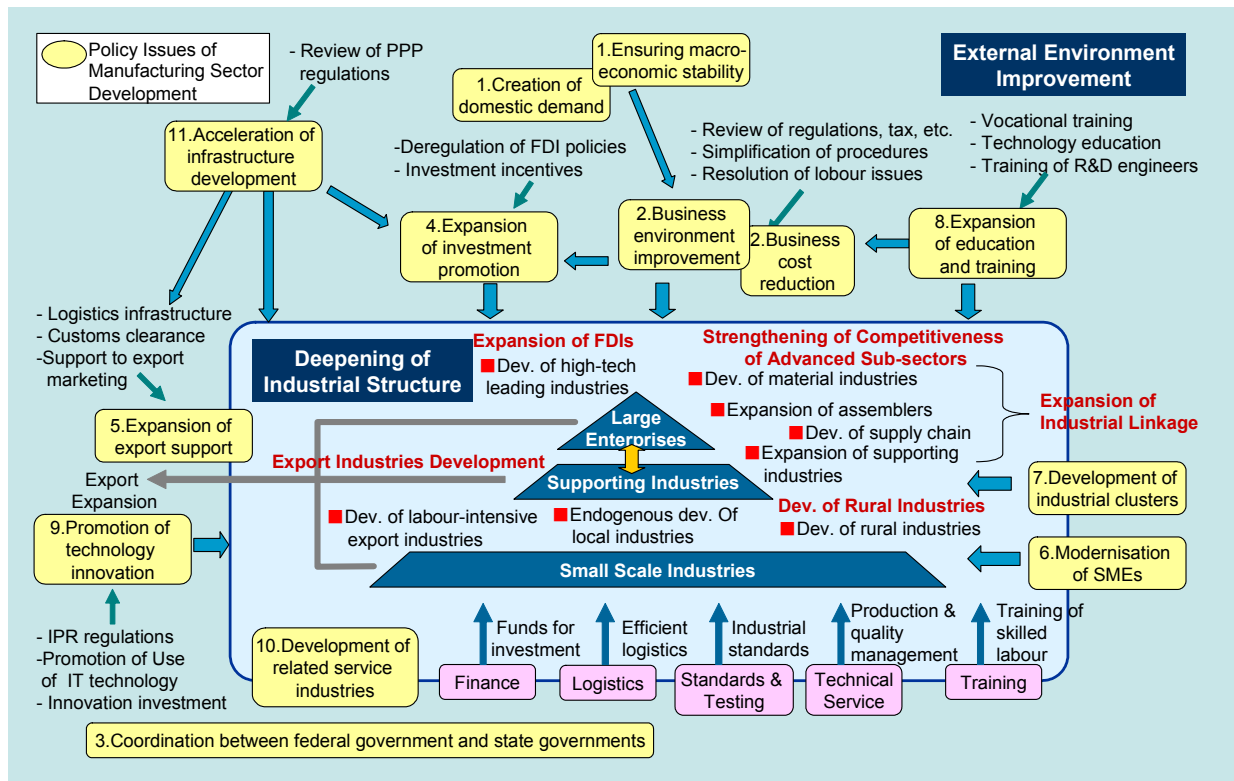 Policy Issues of
Manufacturing Sector
Development
- Review of PPP
regulations
1.Ensuring macro-
economic stability
1.Creation of
domestic demand
External Environment
Improvement
11.Acceleration of
infrastructure
development
-Deregulation of FDI policies
- Investment incentives
- Review of regulations, tax, etc.
- Simplification of procedures
- Resolution of lobour issues
- Vocational training
- Technology education
- Training of R&D engineers
4.Expansion
of investment
promotion
2.Business
environment
improvement
2.Business
cost
reduction
8.Expansion
of education
and training
- Logistics infrastructure
- Customs clearance
-Support to export
marketing
Deepening of
Industrial Structure
Expansion of FDIs
Dev. of high-tech
leading industries
Strengthening of Competitiveness
of Advanced Sub-sectors
Dev. of material industries
Expansion of assemblers
Dev. of supply chain
Expansion of supporting
industries
Expansion of
Industrial Linkage
5.Expansion of
export support
Large
Enterprises
Export Industries Development
Export
Expansion
Supporting Industries
7.Development of
industrial clusters
Dev. of labour-intensive
export industries
Endogenous dev. Of
local industries
Dev. of Rural Industries
Dev. of rural industries
9.Promotion of
technology
innovation
Small Scale Industries
6.Modernisation
of SMEs
- IPR regulations
-Promotion of Use
of IT technology
- Innovation investment
10.Development of
related service
industries
Funds for
investment
Efficient
logistics
Industrial
standards
Production &
quality
management
Training of
skilled
labour
Finance
Logistics
Standards &
Testing
Technical
Service
Training
3.Coordination between federal government and state governments